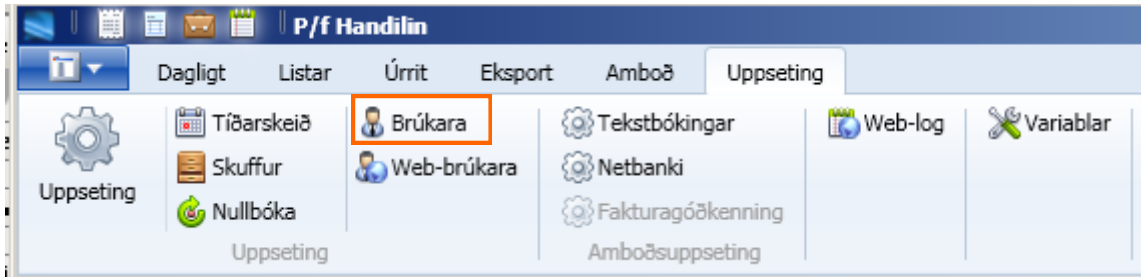 P/f Handilin
Dagligt Listar Úrrit Eksport Amboð Uppseting
Tíðarskeið Brúkara Tekstbókingar Web-log Variablar
Skuffur Web-brúkara Netbanki
Uppseting
Nullbóka Fakturagóðkenning
Uppseting Amboðsuppseting